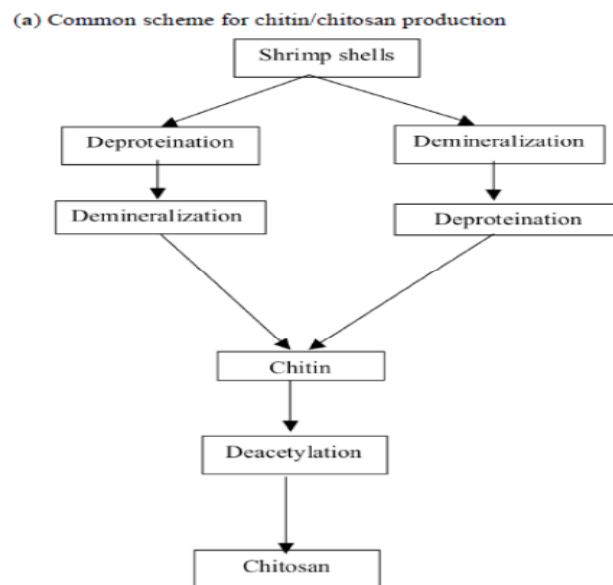 (a) Common scheme for chitin/chitosan production
Shrimp shells
Deproteination
Demineralization
Demineralization
Deproteination
Chitin
Deacetylation
Chitosan